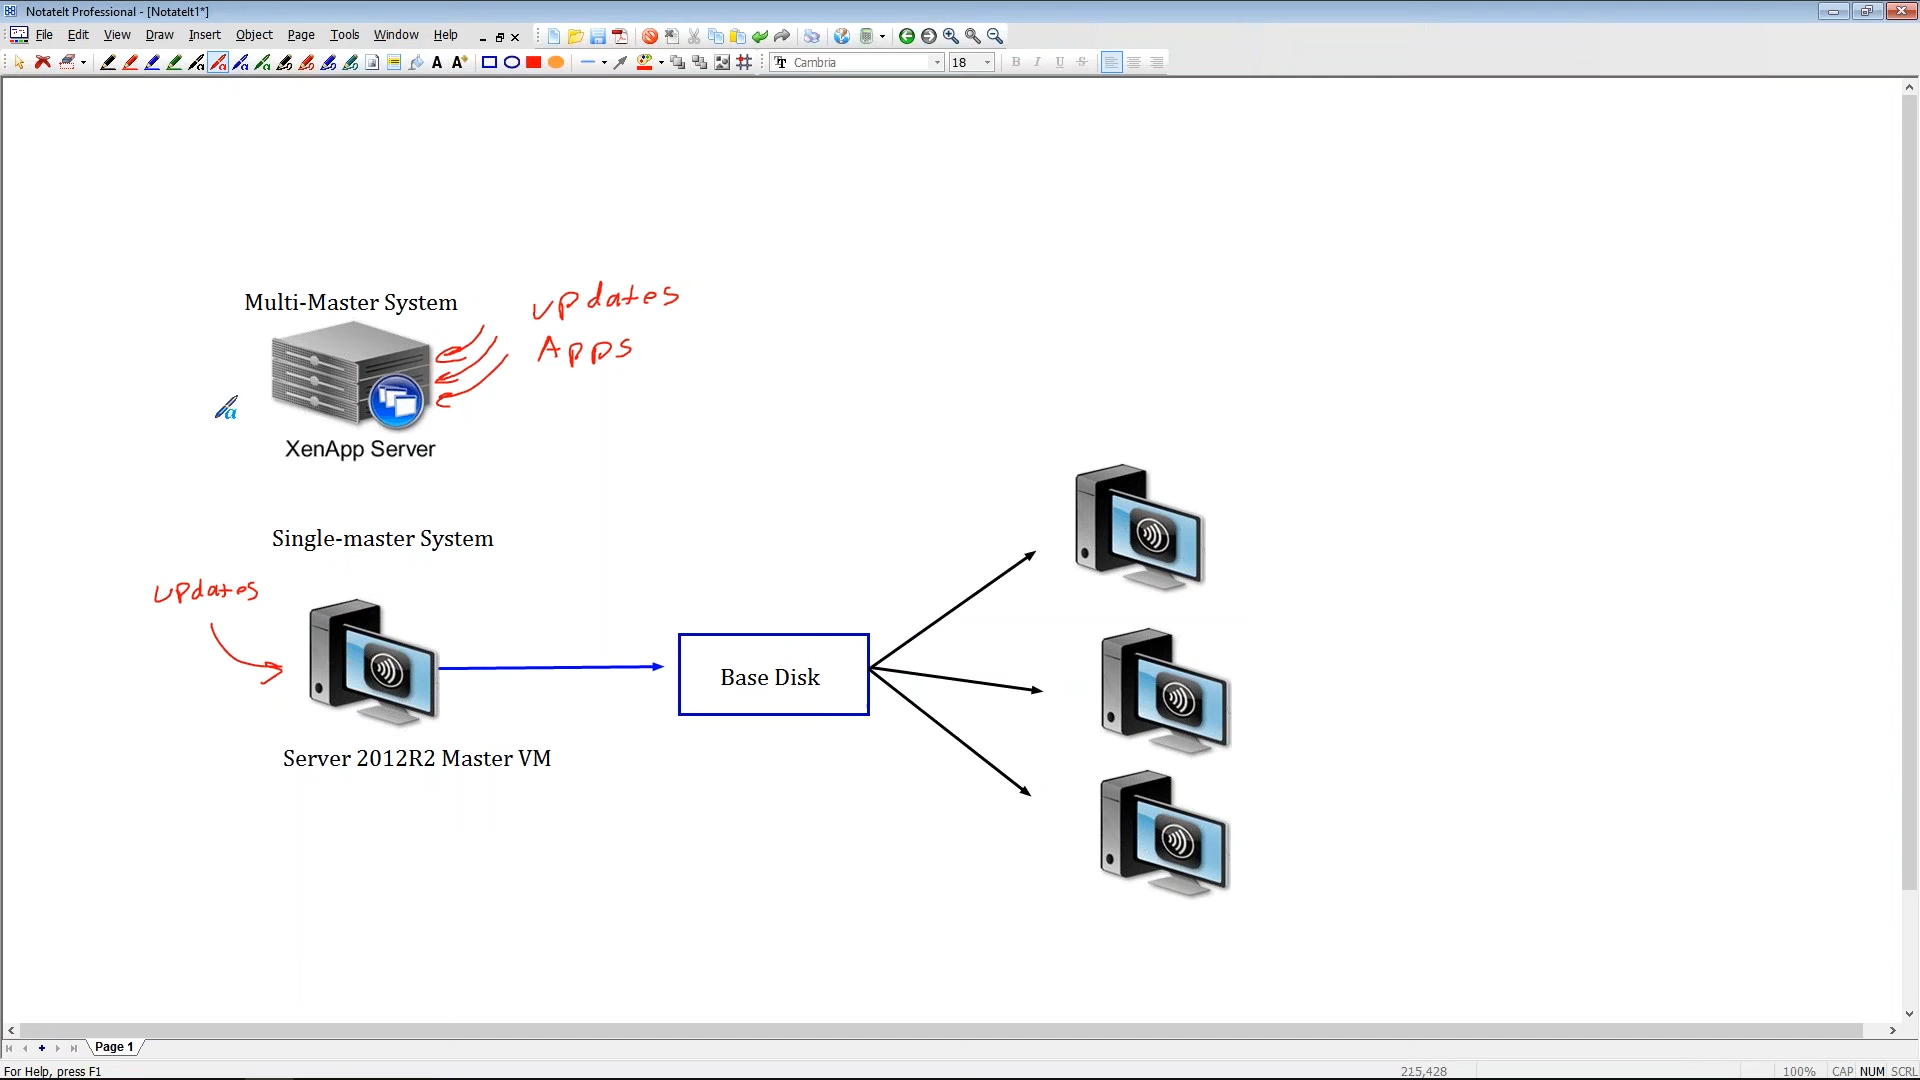 NotateIt Professional - [NotateIt1*]
File Edit View Draw Insert Object Page Tools Window Help
Cambria 18 B I U S
Multi-Master System
updates
Apps
XenApp Server
Single-master System
updates
Base Disk
Server 2012R2 Master VM
Page 1
For Help, press F1 215,428 100% CAP NUM SCRL